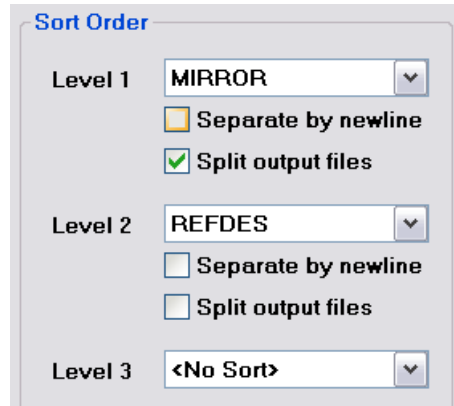 Sort Order
Level 1 MIRROR
Separate by newline
Split output files
Level 2 REFDES
Separate by newline
Split output files
Level 3 <No Sort>